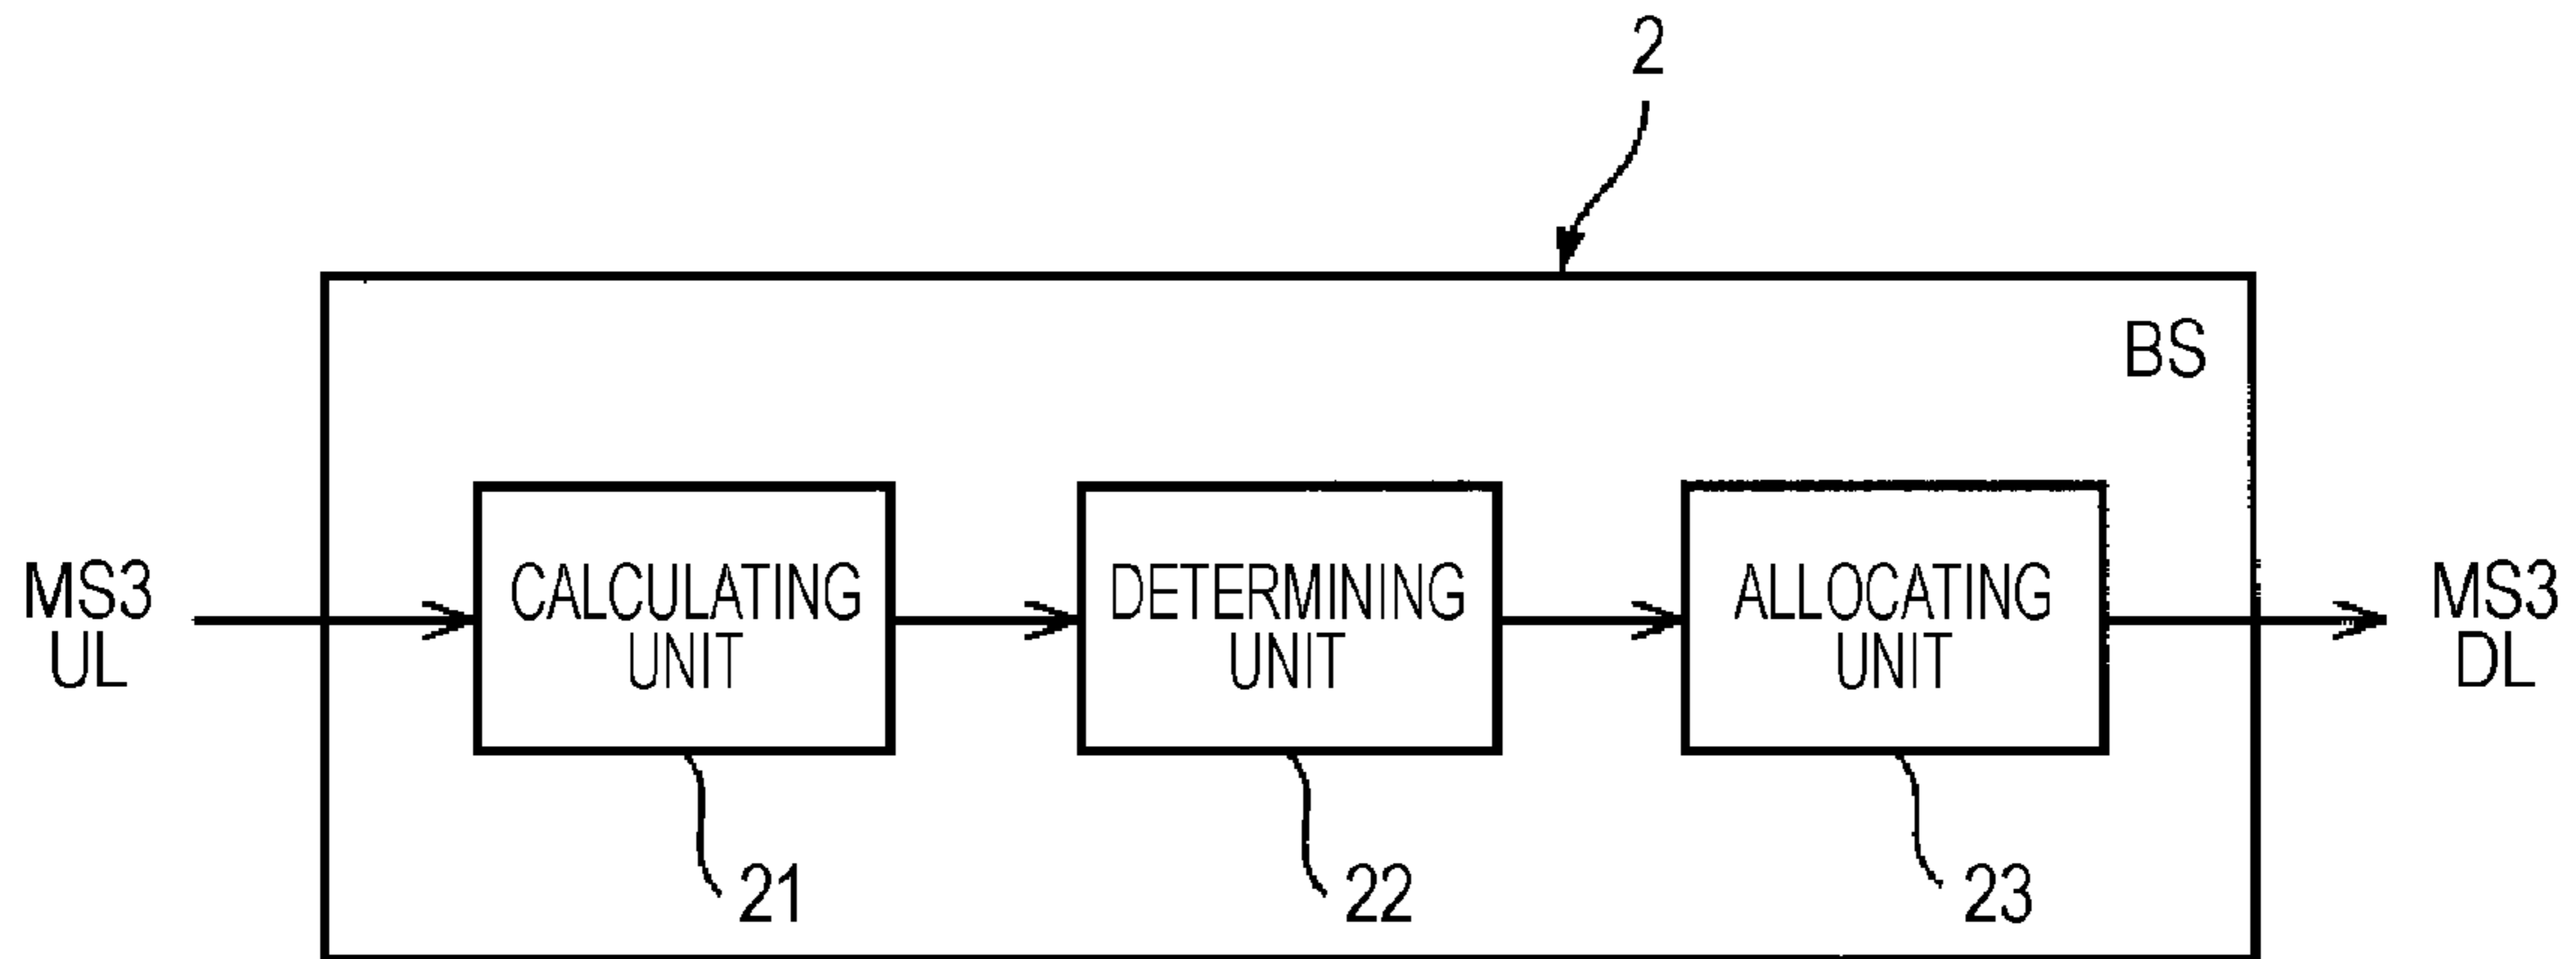 2
BS
MS3
UL
CALCULATING
UNIT
DETERMINING
UNIT
ALLOCATING
UNIT
MS3
DL
21
22
23